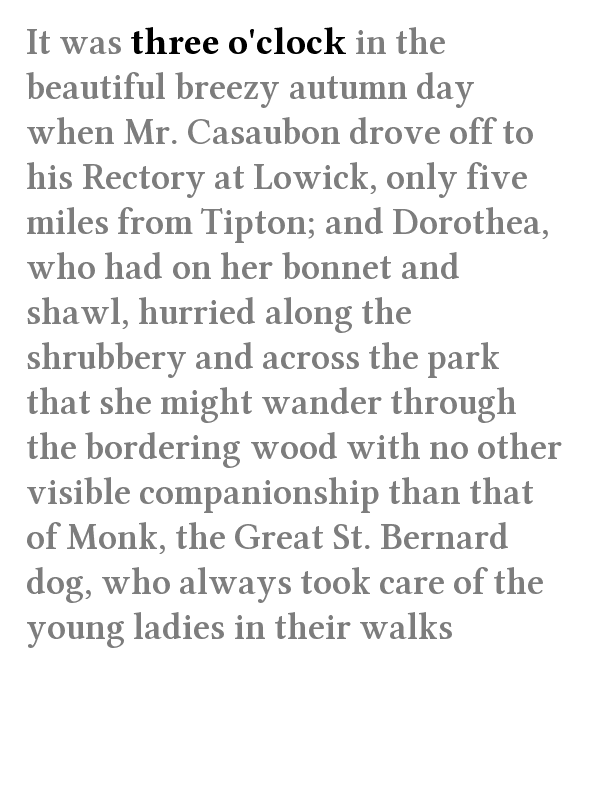 It was three o'clock in the
beautiful breezy autumn day
when Mr. Casaubon drove off to
his Rectory at Lowick, only five
miles from Tipton; and Dorothea,
who had on her bonnet and
shawl, hurried along the
shrubbery and across the park
that she might wander through
the bordering wood with no other
visible companionship than that
of Monk, the Great St. Bernard
dog, who always took care of the
young ladies in their walks